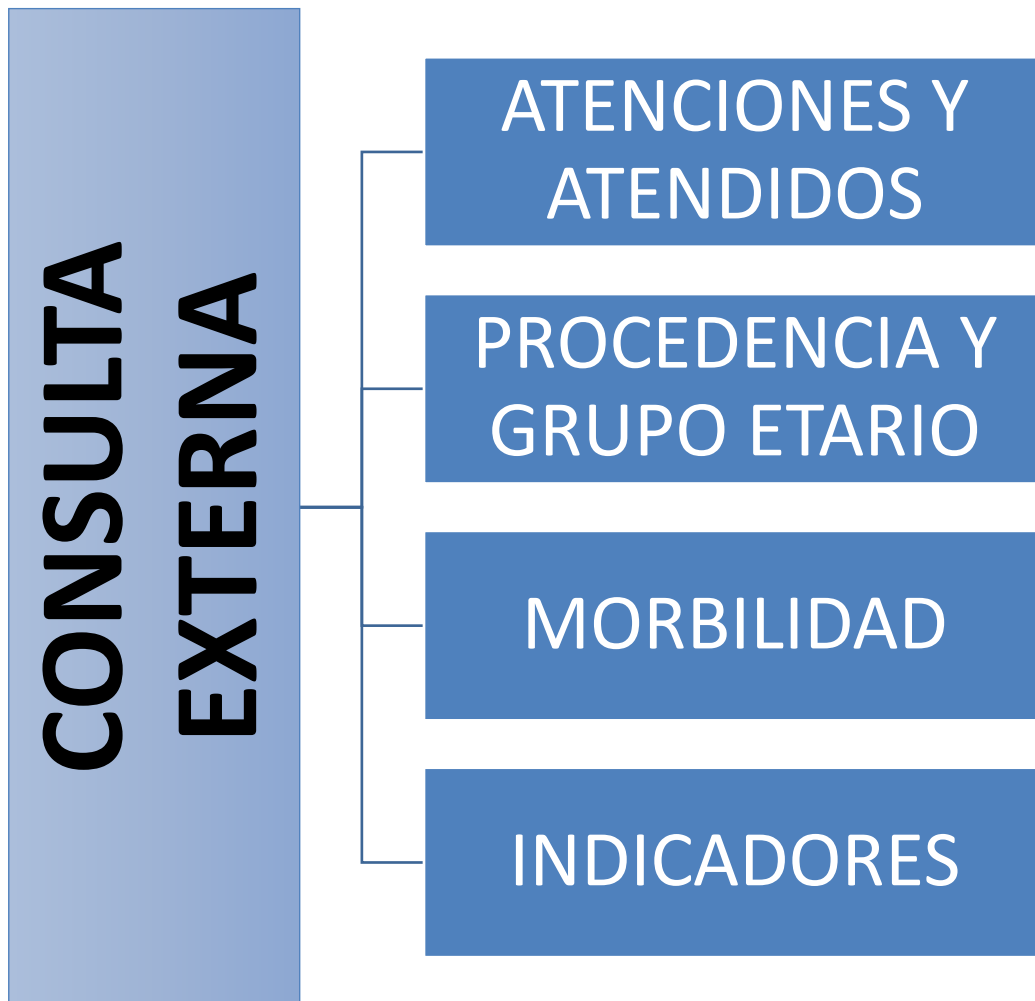 CONSULTA
EXTERNA
ATENCIONES Y
ATENDIDOS
PROCEDENCIA Y
GRUPO ETARIO
MORBILIDAD
INDICADORES